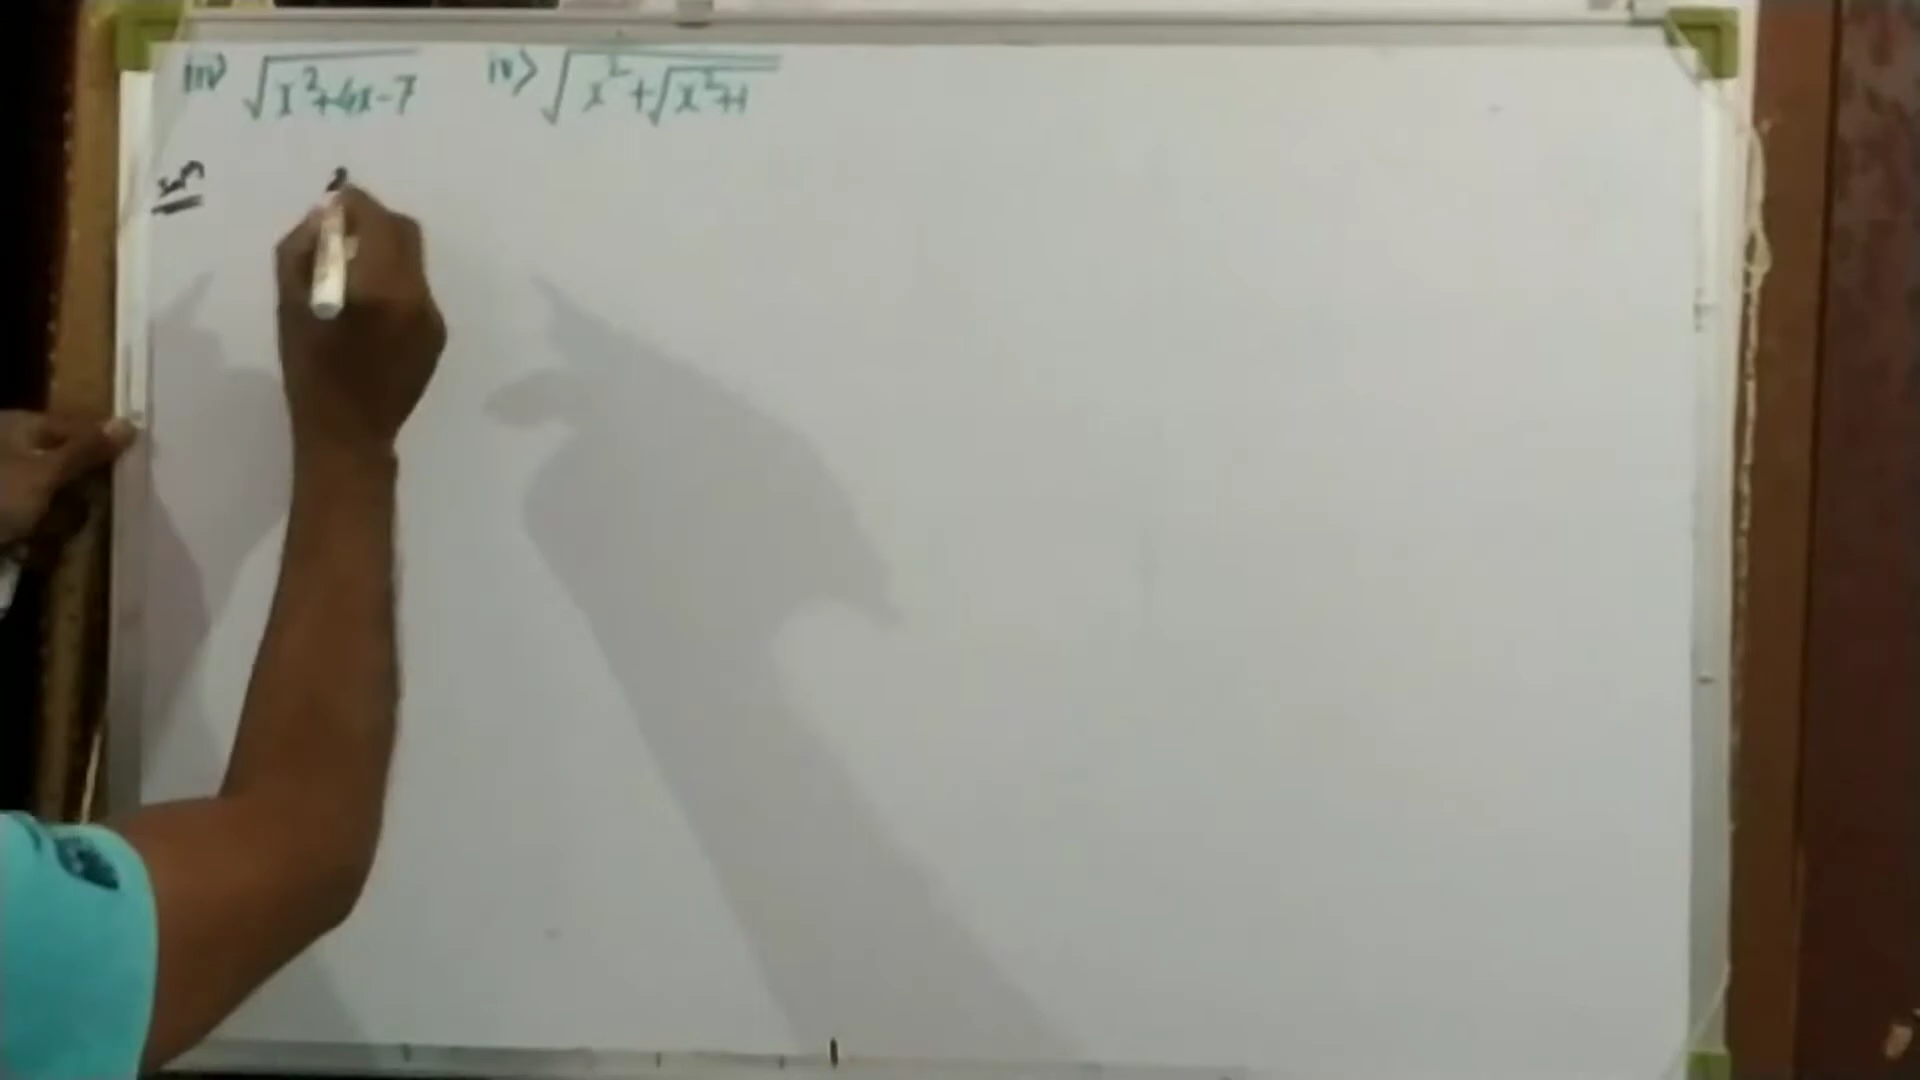 iii) √(x²+4x-7) iv) √(x²+√(x²+1))